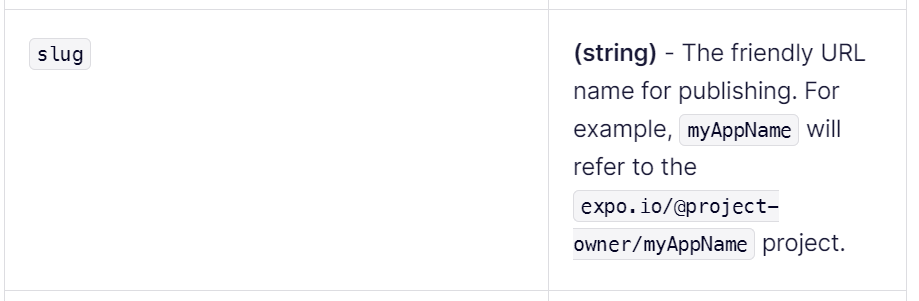 slug
(string) - The friendly URL
name for publishing. For
example, myAppName will
refer to the
expo.io/@project-
owner/myAppName project.